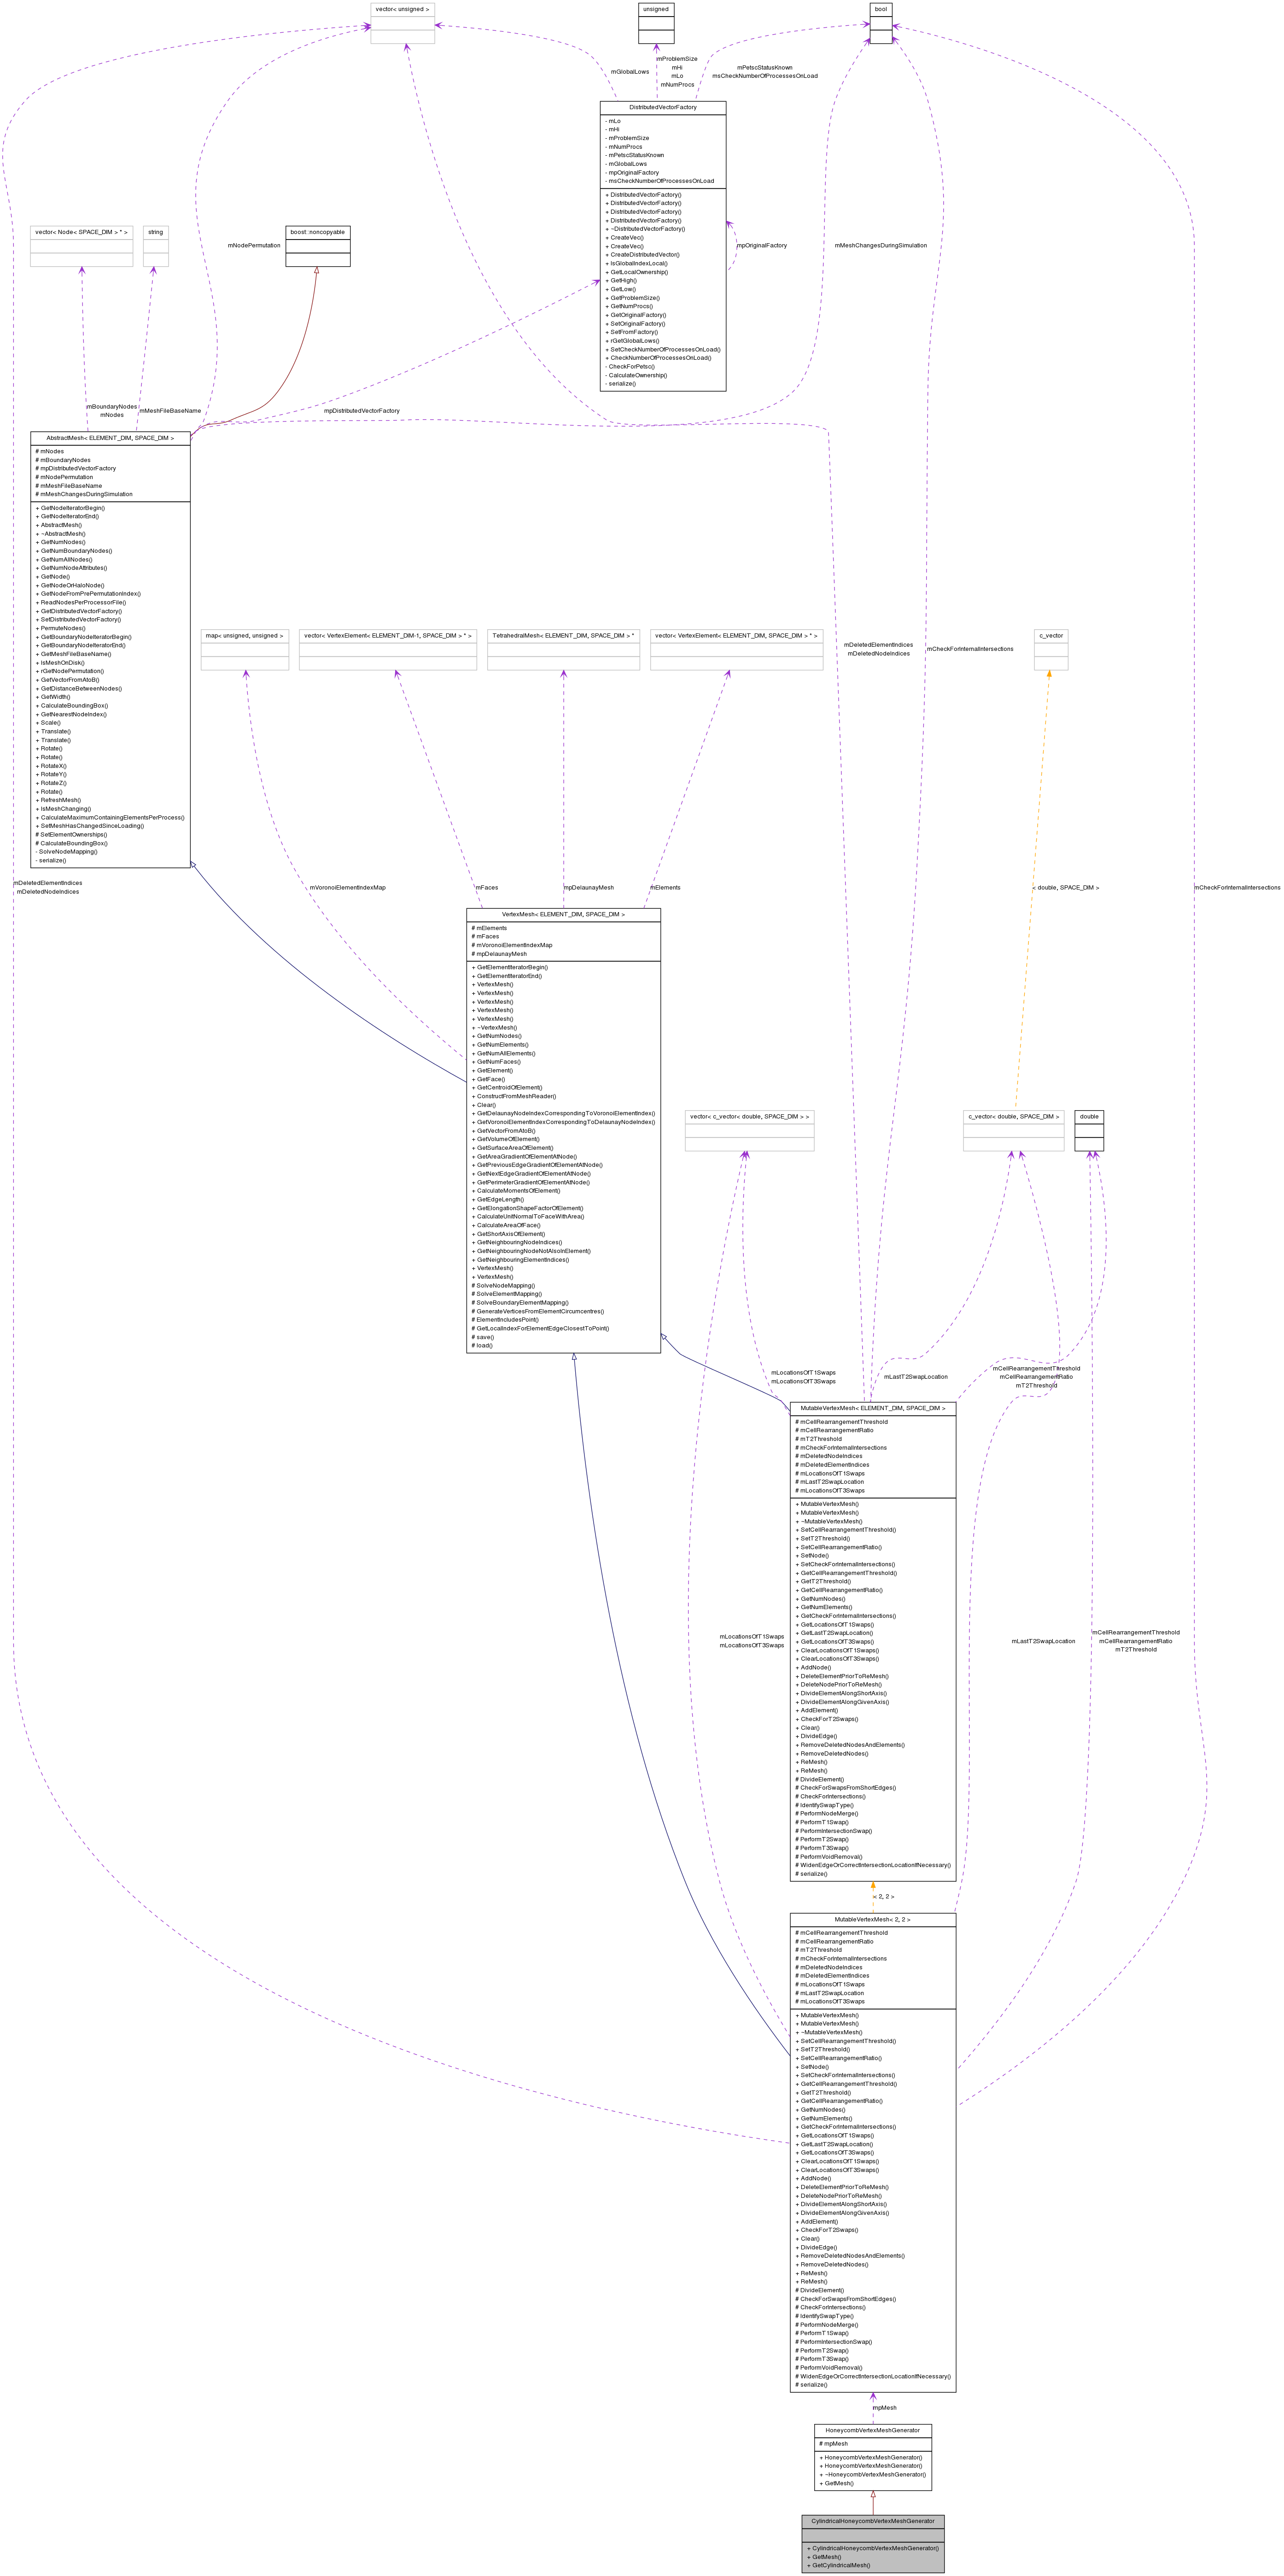 vector< unsigned >
unsigned
bool
mGlobalLows
mProblemSize
mHi
mLo
mNumProcs
mPetscStatusKnown
msCheckNumberOfProcessesOnLoad
DistributedVectorFactory
- mLo
- mHi
- mProblemSize
- mNumProcs
- mPetscStatusKnown
- mGlobalLows
- mpOriginalFactory
- msCheckNumberOfProcessesOnLoad
+ DistributedVectorFactory()
+ DistributedVectorFactory()
+ DistributedVectorFactory()
+ DistributedVectorFactory()
+ ~DistributedVectorFactory()
+ CreateVec()
+ CreateVec()
+ CreateDistributedVector()
+ IsGlobalIndexLocal()
+ GetLocalOwnership()
+ GetHigh()
+ GetLow()
+ GetProblemSize()
+ GetNumProcs()
+ GetOriginalFactory()
+ SetOriginalFactory()
+ SetFromFactory()
+ rGetGlobalLows()
+ SetCheckNumberOfProcessesOnLoad()
+ CheckNumberOfProcessesOnLoad()
- CheckForPetsc()
- CalculateOwnership()
- serialize()
mpOriginalFactory
vector< Node< SPACE_DIM > * >
string
boost::noncopyable
mNodePermutation
mMeshChangesDuringSimulation
mBoundaryNodes
mNodes
mMeshFileBaseName
mpDistributedVectorFactory
AbstractMesh< ELEMENT_DIM, SPACE_DIM >
# mNodes
# mBoundaryNodes
# mpDistributedVectorFactory
# mNodePermutation
# mMeshFileBaseName
# mMeshChangesDuringSimulation
+ GetNodeIteratorBegin()
+ GetNodeIteratorEnd()
+ AbstractMesh()
+ ~AbstractMesh()
+ GetNumNodes()
+ GetNumBoundaryNodes()
+ GetNumAllNodes()
+ GetNumNodeAttributes()
+ GetNode()
+ GetNodeOrHaloNode()
+ GetNodeFromPrePermutationIndex()
+ ReadNodesPerProcessorFile()
+ GetDistributedVectorFactory()
+ SetDistributedVectorFactory()
+ PermuteNodes()
+ GetBoundaryNodeIteratorBegin()
+ GetBoundaryNodeIteratorEnd()
+ GetMeshFileBaseName()
+ IsMeshOnDisk()
+ rGetNodePermutation()
+ GetVectorFromAtoB()
+ GetDistanceBetweenNodes()
+ GetWidth()
+ CalculateBoundingBox()
+ GetNearestNodeIndex()
+ Scale()
+ Translate()
+ Translate()
+ Rotate()
+ Rotate()
+ RotateX()
+ RotateY()
+ RotateZ()
+ Rotate()
+ RefreshMesh()
+ IsMeshChanging()
+ CalculateMaximumContainingElementsPerProcess()
+ SetMeshHasChangedSinceLoading()
# SetElementOwnerships()
# CalculateBoundingBox()
- SolveNodeMapping()
- serialize()
map< unsigned, unsigned >
vector< VertexElement< ELEMENT_DIM-1, SPACE_DIM > * >
TetrahedralMesh< ELEMENT_DIM, SPACE_DIM > *
vector< VertexElement< ELEMENT_DIM, SPACE_DIM > * >
mDeletedElementIndices
mDeletedNodeIndices
mCheckForInternalIntersections
c_vector
mDeletedElementIndices
mDeletedNodeIndices
mVoronoiElementIndexMap
mFaces
mpDelaunayMesh
mElements
< double, SPACE_DIM >
mCheckForInternalIntersections
VertexMesh< ELEMENT_DIM, SPACE_DIM >
# mElements
# mFaces
# mVoronoiElementIndexMap
# mpDelaunayMesh
+ GetElementIteratorBegin()
+ GetElementIteratorEnd()
+ VertexMesh()
+ VertexMesh()
+ VertexMesh()
+ VertexMesh()
+ VertexMesh()
+ ~VertexMesh()
+ GetNumNodes()
+ GetNumElements()
+ GetNumAllElements()
+ GetNumFaces()
+ GetElement()
+ GetFace()
+ GetCentroidOfElement()
+ ConstructFromMeshReader()
+ Clear()
+ GetDelaunayNodeIndexCorrespondingToVoronoiElementIndex()
+ GetVoronoiElementIndexCorrespondingToDelaunayNodeIndex()
+ GetVectorFromAtoB()
+ GetVolumeOfElement()
+ GetSurfaceAreaOfElement()
+ GetAreaGradientOfElementAtNode()
+ GetPreviousEdgeGradientOfElementAtNode()
+ GetNextEdgeGradientOfElementAtNode()
+ GetPerimeterGradientOfElementAtNode()
+ CalculateMomentsOfElement()
+ GetEdgeLength()
+ GetElongationShapeFactorOfElement()
+ CalculateUnitNormalToFaceWithArea()
+ CalculateAreaOfFace()
+ GetShortAxisOfElement()
+ GetNeighbouringNodeIndices()
+ GetNeighbouringNodeNotAlsoInElement()
+ GetNeighbouringElementIndices()
+ VertexMesh()
+ VertexMesh()
# SolveNodeMapping()
# SolveElementMapping()
# SolveBoundaryElementMapping()
# GenerateVerticesFromElementCircumcentres()
# ElementIncludesPoint()
# GetLocalIndexForElementEdgeClosestToPoint()
# save()
# load()
vector< c_vector< double, SPACE_DIM > >
c_vector< double, SPACE_DIM >
double
mLocationsOfT1Swaps
mLocationsOfT3Swaps
mLastT2SwapLocation
mCellRearrangementThreshold
mCellRearrangementRatio
mT2Threshold
MutableVertexMesh< ELEMENT_DIM, SPACE_DIM >
# mCellRearrangementThreshold
# mCellRearrangementRatio
# mT2Threshold
# mCheckForInternalIntersections
# mDeletedNodeIndices
# mDeletedElementIndices
# mLocationsOfT1Swaps
# mLastT2SwapLocation
# mLocationsOfT3Swaps
+ MutableVertexMesh()
+ MutableVertexMesh()
+ ~MutableVertexMesh()
+ SetCellRearrangementThreshold()
+ SetT2Threshold()
+ SetCellRearrangementRatio()
+ SetNode()
+ SetCheckForInternalIntersections()
+ GetCellRearrangementThreshold()
+ GetT2Threshold()
+ GetCellRearrangementRatio()
+ GetNumNodes()
+ GetNumElements()
+ GetCheckForInternalIntersections()
+ GetLocationsOfT1Swaps()
+ GetLastT2SwapLocation()
+ GetLocationsOfT3Swaps()
+ ClearLocationsOfT1Swaps()
+ ClearLocationsOfT3Swaps()
+ AddNode()
+ DeleteElementPriorToReMesh()
+ DeleteNodePriorToReMesh()
+ DivideElementAlongShortAxis()
+ DivideElementAlongGivenAxis()
+ AddElement()
+ CheckForT2Swaps()
+ Clear()
+ DivideEdge()
+ RemoveDeletedNodesAndElements()
+ RemoveDeletedNodes()
+ ReMesh()
+ ReMesh()
# DivideElement()
# CheckForSwapsFromShortEdges()
# CheckForIntersections()
# IdentifySwapType()
# PerformNodeMerge()
# PerformT1Swap()
# PerformIntersectionSwap()
# PerformT2Swap()
# PerformT3Swap()
# PerformVoidRemoval()
# WidenEdgeOrCorrectIntersectionLocationIfNecessary()
# serialize()
mLocationsOfT1Swaps
mLocationsOfT3Swaps
mLastT2SwapLocation
mCellRearrangementThreshold
mCellRearrangementRatio
mT2Threshold
< 2, 2 >
MutableVertexMesh< 2, 2 >
# mCellRearrangementThreshold
# mCellRearrangementRatio
# mT2Threshold
# mCheckForInternalIntersections
# mDeletedNodeIndices
# mDeletedElementIndices
# mLocationsOfT1Swaps
# mLastT2SwapLocation
# mLocationsOfT3Swaps
+ MutableVertexMesh()
+ MutableVertexMesh()
+ ~MutableVertexMesh()
+ SetCellRearrangementThreshold()
+ SetT2Threshold()
+ SetCellRearrangementRatio()
+ SetNode()
+ SetCheckForInternalIntersections()
+ GetCellRearrangementThreshold()
+ GetT2Threshold()
+ GetCellRearrangementRatio()
+ GetNumNodes()
+ GetNumElements()
+ GetCheckForInternalIntersections()
+ GetLocationsOfT1Swaps()
+ GetLastT2SwapLocation()
+ GetLocationsOfT3Swaps()
+ ClearLocationsOfT1Swaps()
+ ClearLocationsOfT3Swaps()
+ AddNode()
+ DeleteElementPriorToReMesh()
+ DeleteNodePriorToReMesh()
+ DivideElementAlongShortAxis()
+ DivideElementAlongGivenAxis()
+ AddElement()
+ CheckForT2Swaps()
+ Clear()
+ DivideEdge()
+ RemoveDeletedNodesAndElements()
+ RemoveDeletedNodes()
+ ReMesh()
+ ReMesh()
# DivideElement()
# CheckForSwapsFromShortEdges()
# CheckForIntersections()
# IdentifySwapType()
# PerformNodeMerge()
# PerformT1Swap()
# PerformIntersectionSwap()
# PerformT2Swap()
# PerformT3Swap()
# PerformVoidRemoval()
# WidenEdgeOrCorrectIntersectionLocationIfNecessary()
# serialize()
mpMesh
HoneycombVertexMeshGenerator
# mpMesh
+ HoneycombVertexMeshGenerator()
+ HoneycombVertexMeshGenerator()
+ ~HoneycombVertexMeshGenerator()
+ GetMesh()
CylindricalHoneycombVertexMeshGenerator
+ CylindricalHoneycombVertexMeshGenerator()
+ GetMesh()
+ GetCylindricalMesh()